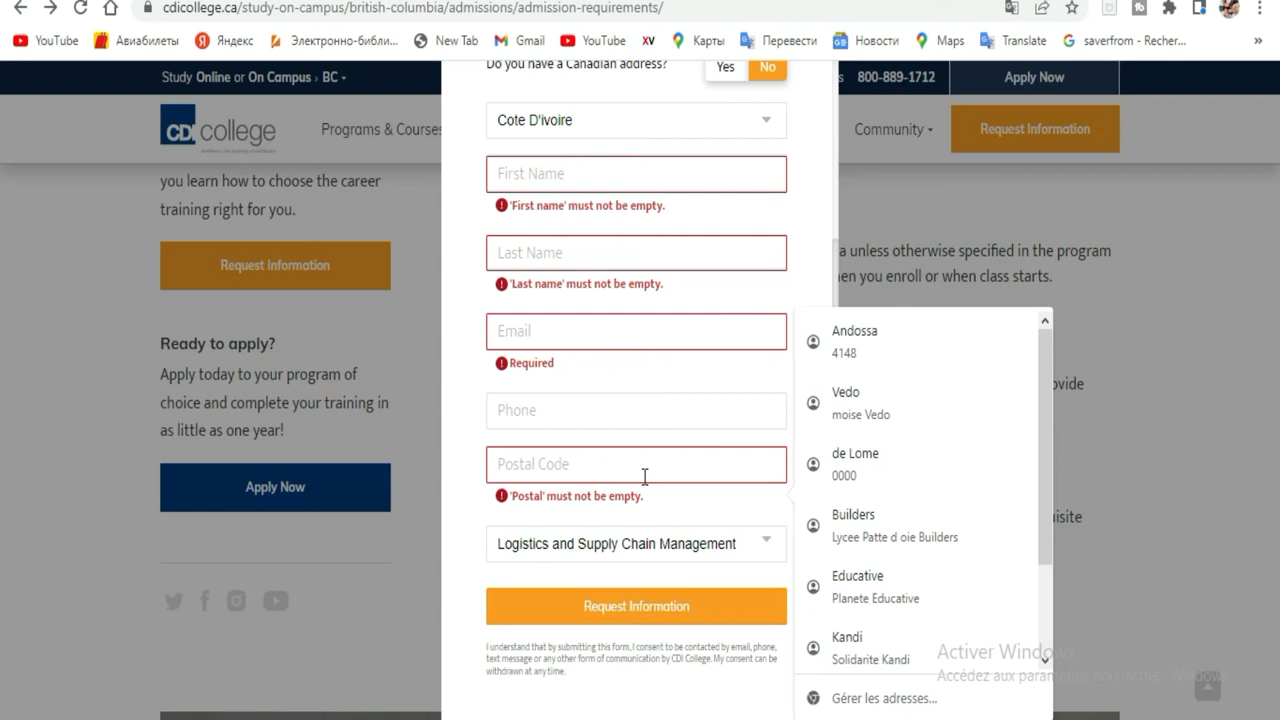 cdicollege.ca/study-on-campus/british-columbia/admissions/admission-requirements/
YouTube Авиабилеты Яндекс Электронно-библи... New Tab Gmail YouTube XV Карты Перевести Новости Maps Translate saverfrom - Recher... »
Study Online or On Campus › BC
800-889-1712
Apply Now
CDI college
Programs & Courses
Community
Request Information
you learn how to choose the career
training right for you.
Request Information
Ready to apply?
Apply today to your program of
choice and complete your training in
as little as one year!
Apply Now
Do you have a Canadian address?
Yes No
Cote D'ivoire
First Name
'First name' must not be empty.
Last Name
'Last name' must not be empty.
Email
Required
Phone
Postal Code
'Postal' must not be empty.
Logistics and Supply Chain Management
Request Information
I understand that by submitting this form, I consent to be contacted by email, phone,
text message or any other form of communication by CDI College. My consent can be
withdrawn at any time.
a unless otherwise specified in the program
en you enroll or when class starts.
ovide
uisite
Andossa
4148
Vedo
moise Vedo
de Lome
0000
Builders
Lycee Patte d oie Builders
Educative
Planete Educative
Kandi
Solidarite Kandi
Gérer les adresses...
Activer Windows
Accédez aux paramètres pour activer Windows.